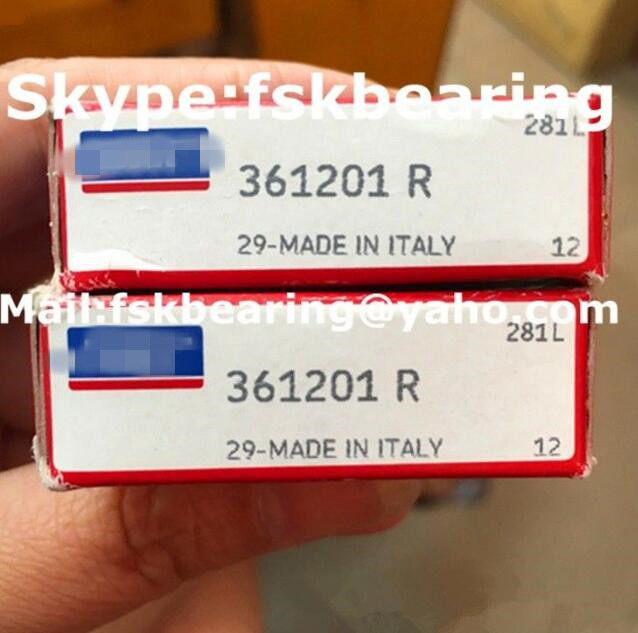 Skype:fskbearing
281L
361201 R
29-MADE IN ITALY 12
Mail:fskbearing@yaho.com
281L
361201 R
29-MADE IN ITALY 12